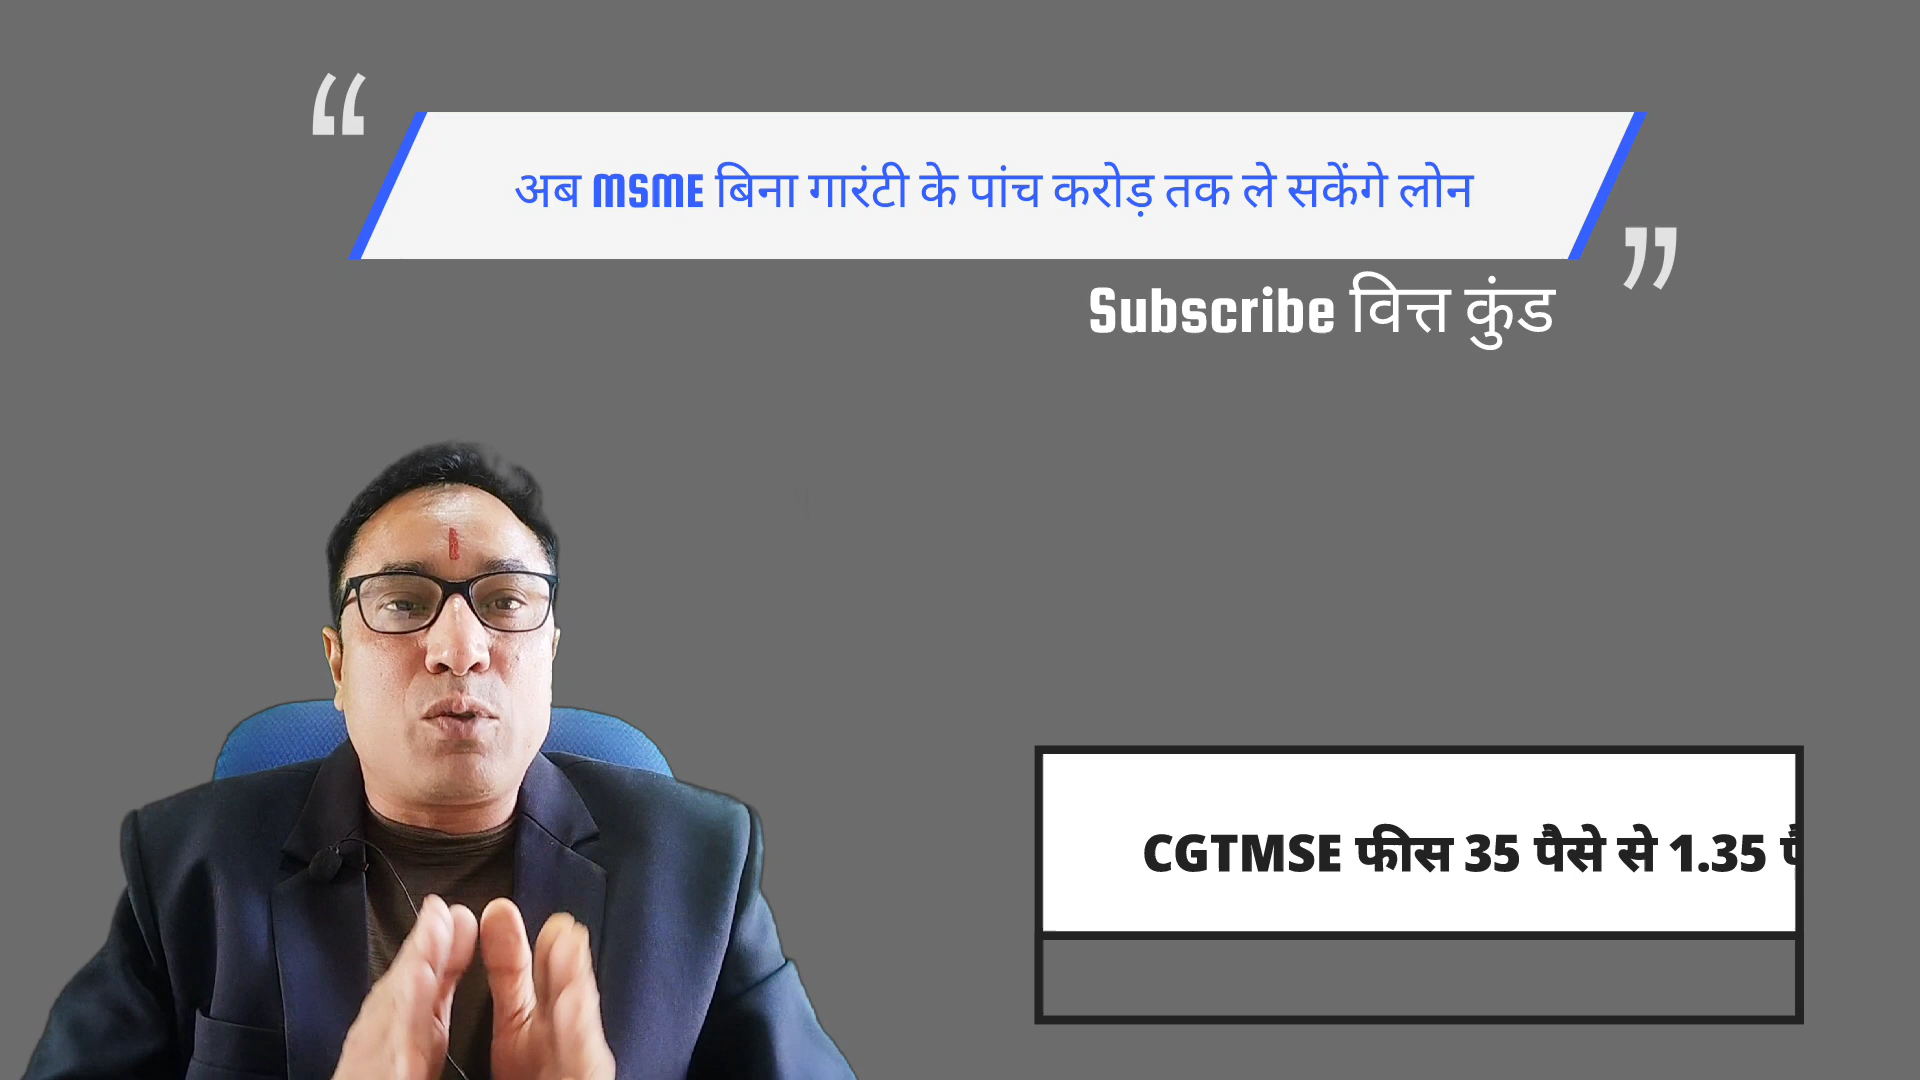 अब MSME बिना गारंटी के पांच करोड़ तक ले सकेंगे लोन
Subscribe वित्त कुंड
CGTMSE फीस 35 पैसे से 1.35